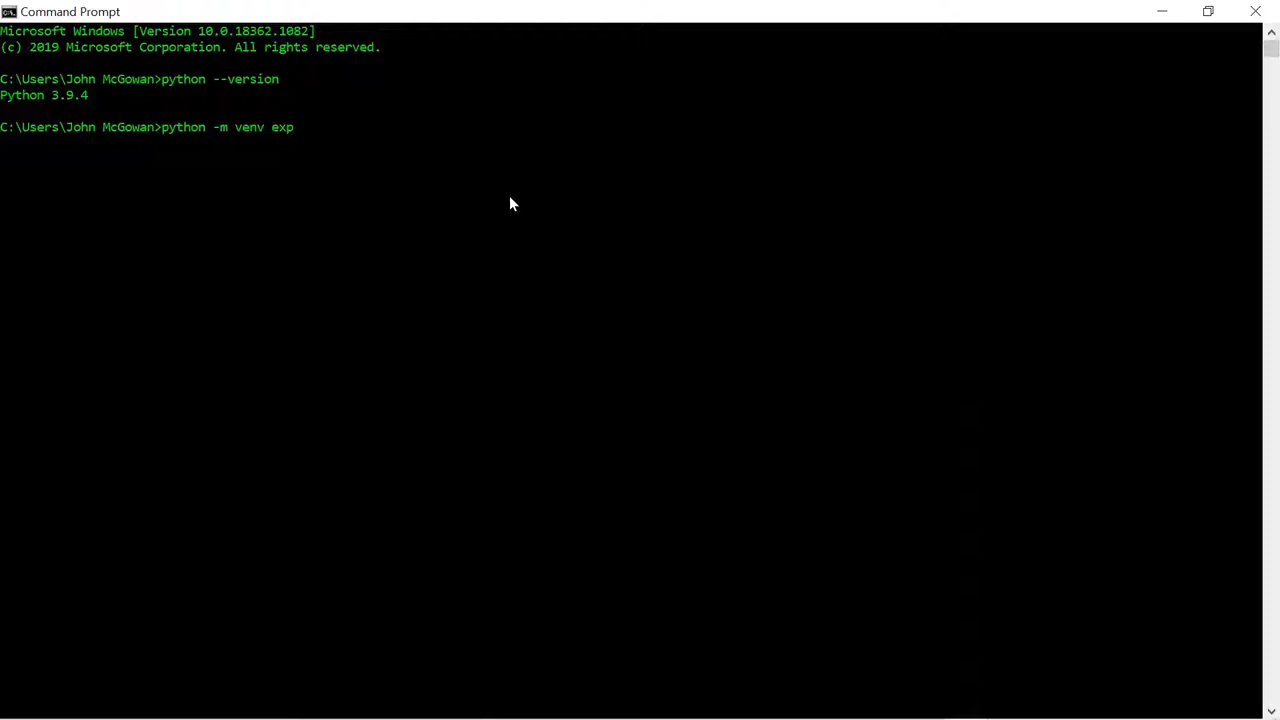 Command Prompt
Microsoft Windows [Version 10.0.18362.1082]
(c) 2019 Microsoft Corporation. All rights reserved.
C:\Users\John McGowan>python --version
Python 3.9.4
C:\Users\John McGowan>python -m venv exp